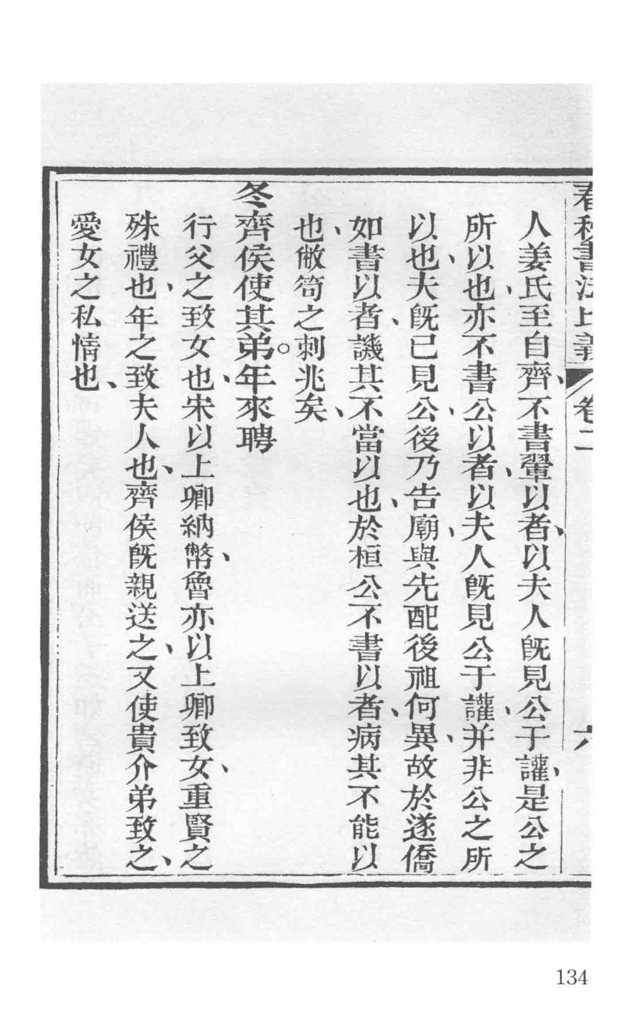 春秋書法比義 卷二 六
人姜氏至自齊、不書翬以者、以夫人既見公于讙、是公之
所以也、亦不書公以者、以夫人既見公于讙、并非公之所
以也、夫既已見公、後乃告廟、與先配後祖何異、故於遂僑
如書以者、譏其不當以也、於桓公不書以者、病其不能以
也、敝笱之刺兆矣、
冬齊侯使其弟年來聘
行父之致女也、宋以上卿納幣、魯亦以上卿致女、重賢之
殊禮也、年之致夫人也、齊侯既親送之、又使貴介弟致之、
愛女之私情也、
134